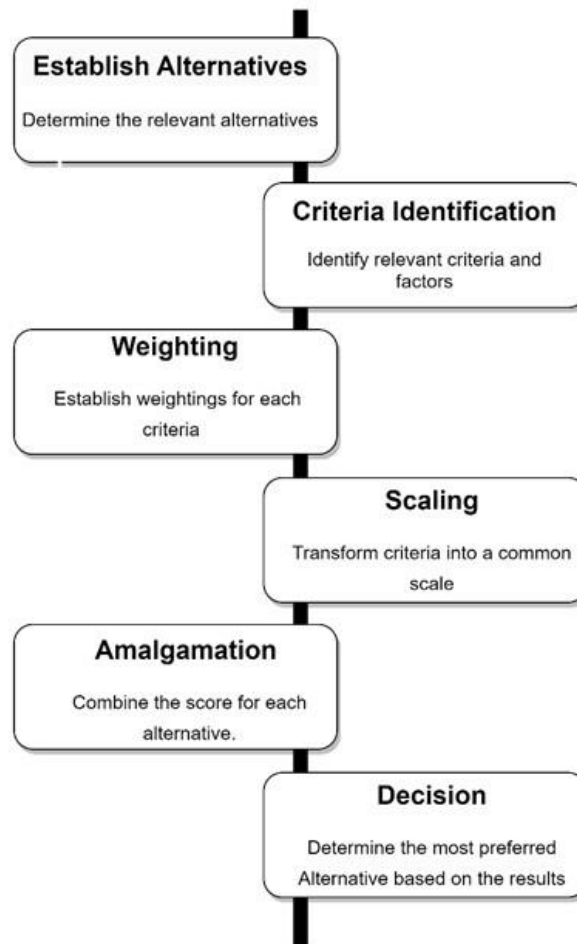 Establish Alternatives
Determine the relevant alternatives
Criteria Identification
Identify relevant criteria and
factors
Weighting
Establish weightings for each
criteria
Scaling
Transform criteria into a common
scale
Amalgamation
Combine the score for each
alternative.
Decision
Determine the most preferred
Alternative based on the results